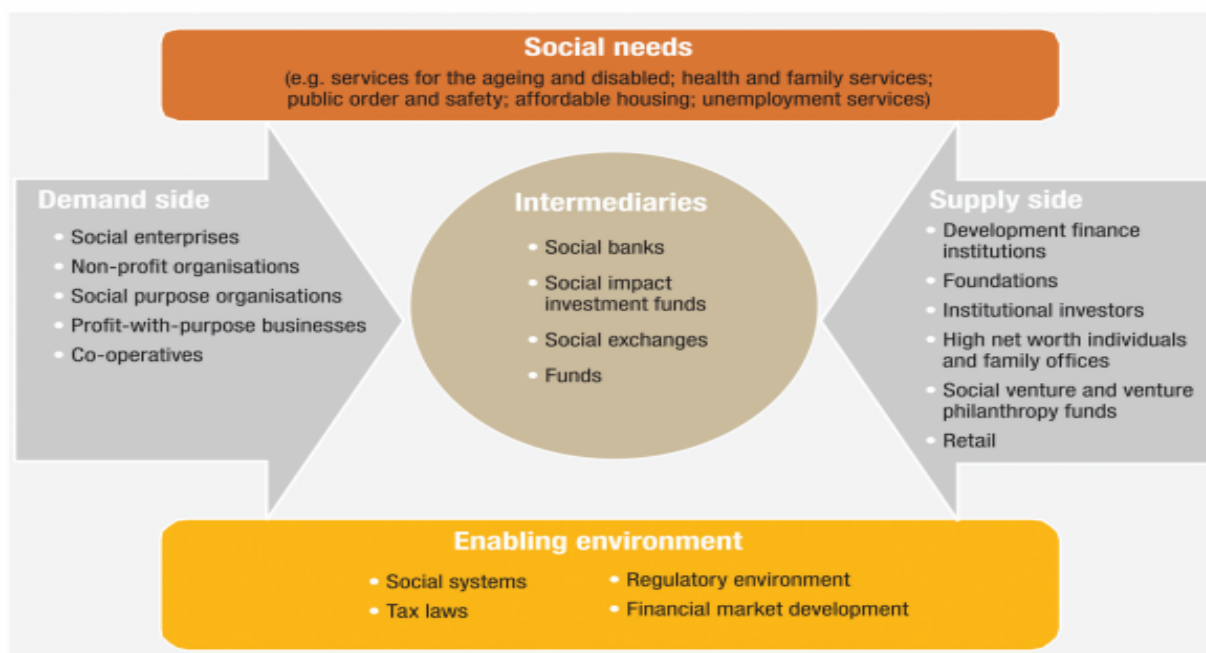 Social needs
(e.g. services for the ageing and disabled; health and family services;
public order and safety; affordable housing; unemployment services)
Demand side
• Social enterprises
• Non-profit organisations
• Social purpose organisations
• Profit-with-purpose businesses
• Co-operatives
Intermediaries
• Social banks
• Social impact
investment funds
• Social exchanges
• Funds
Supply side
• Development finance
institutions
• Foundations
• Institutional investors
• High net worth individuals
and family offices
• Social venture and venture
philanthropy funds
• Retail
Enabling environment
• Social systems
• Tax laws
• Regulatory environment
• Financial market development